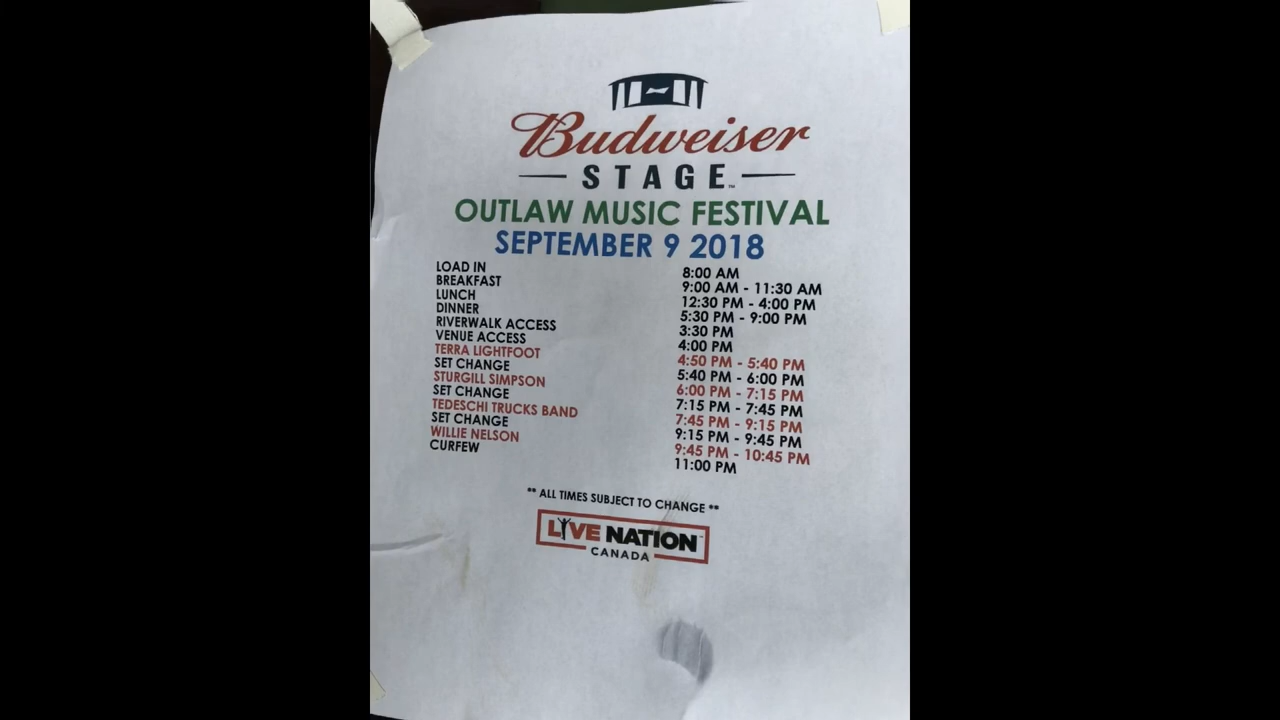 Budweiser
STAGE™
OUTLAW MUSIC FESTIVAL
SEPTEMBER 9 2018
LOAD IN 8:00 AM
BREAKFAST 9:00 AM - 11:30 AM
LUNCH 12:30 PM - 4:00 PM
DINNER 5:30 PM - 9:00 PM
RIVERWALK ACCESS 3:30 PM
VENUE ACCESS 4:00 PM
TERRA LIGHTFOOT 4:50 PM - 5:40 PM
SET CHANGE 5:40 PM - 6:00 PM
STURGILL SIMPSON 6:00 PM - 7:15 PM
SET CHANGE 7:15 PM - 7:45 PM
TEDESCHI TRUCKS BAND 7:45 PM - 9:15 PM
SET CHANGE 9:15 PM - 9:45 PM
WILLIE NELSON 9:45 PM - 10:45 PM
CURFEW 11:00 PM
** ALL TIMES SUBJECT TO CHANGE **
LIVE NATION™
CANADA